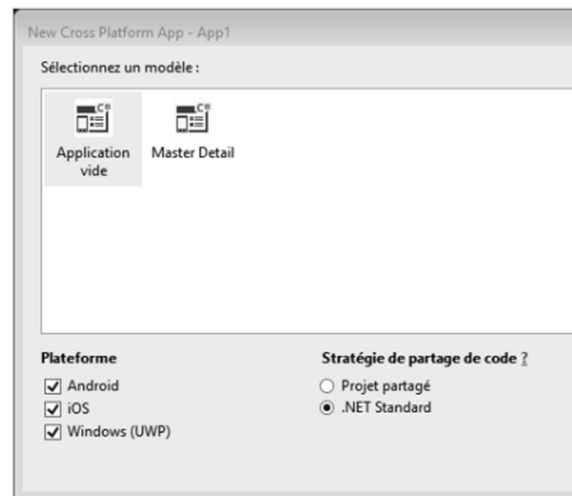 New Cross Platform App - App1
Sélectionnez un modèle :
C#
C#
Application
vide
Master Detail
Plateforme
Stratégie de partage de code ?
Android
Projet partagé
iOS
.NET Standard
Windows (UWP)